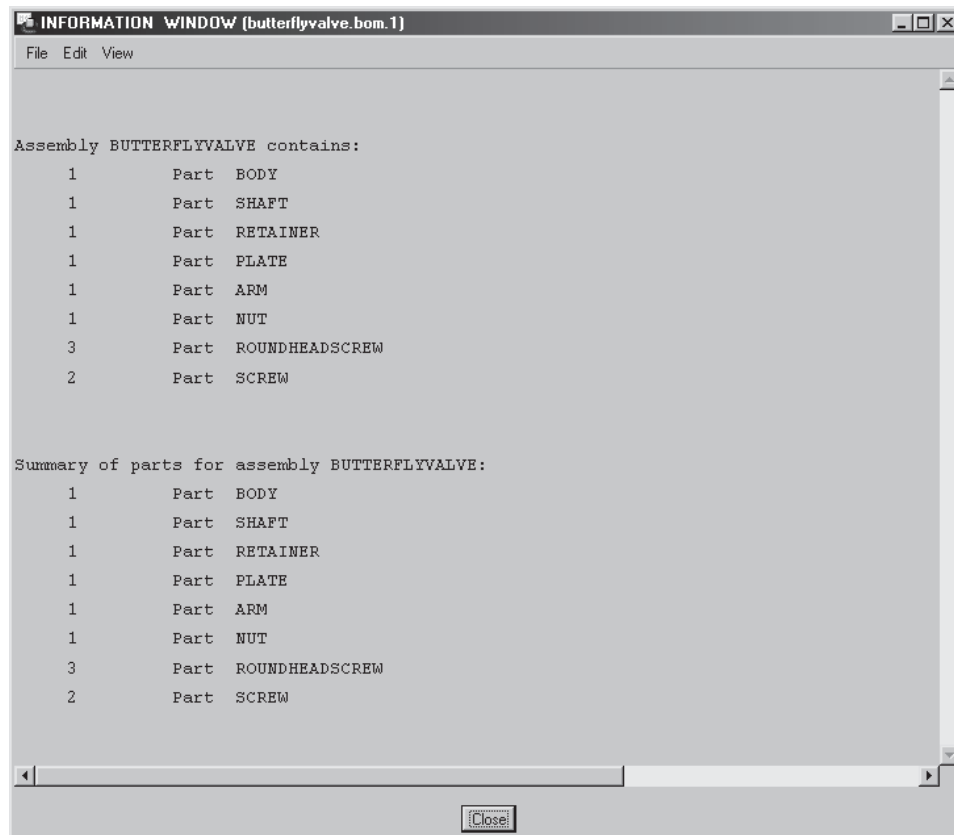 INFORMATION WINDOW (butterflyvalve.bom.1)
File Edit View
Assembly BUTTERFLYVALVE contains:
1 Part BODY
1 Part SHAFT
1 Part RETAINER
1 Part PLATE
1 Part ARM
1 Part NUT
3 Part ROUNDHEADSCREW
2 Part SCREW
Summary of parts for assembly BUTTERFLYVALVE:
1 Part BODY
1 Part SHAFT
1 Part RETAINER
1 Part PLATE
1 Part ARM
1 Part NUT
3 Part ROUNDHEADSCREW
2 Part SCREW
Close